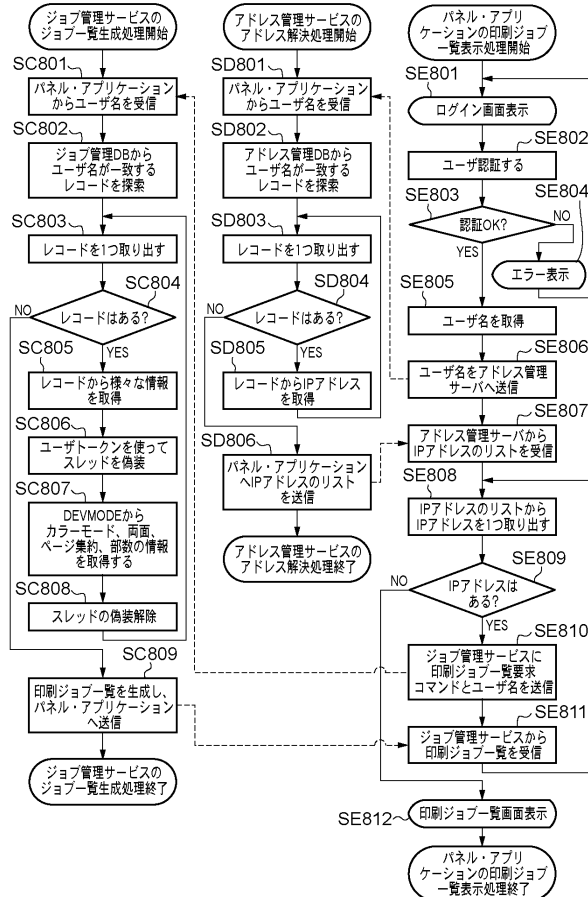 ジョブ管理サービスの
ジョブ一覧生成処理開始
SC801
パネル・アプリケーション
からユーザ名を受信
SC802
ジョブ管理DBから
ユーザ名が一致する
レコードを探索
SC803
レコードを1つ取り出す
SC804
レコードはある?
NO
YES
SC805
レコードから様々な情報
を取得
SC806
ユーザトークンを使って
スレッドを偽装
SC807
DEVMODEから
カラーモード、両面、
ページ集約、部数の情報
を取得する
SC808
スレッドの偽装解除
SC809
印刷ジョブ一覧を生成し、
パネル・アプリケーション
へ送信
ジョブ管理サービスの
ジョブ一覧生成処理終了
アドレス管理サービスの
アドレス解決処理開始
SD801
パネル・アプリケーション
からユーザ名を受信
SD802
アドレス管理DBから
ユーザ名が一致する
レコードを探索
SD803
レコードを1つ取り出す
SD804
レコードはある?
NO
YES
SD805
レコードからIPアドレス
を取得
SD806
パネル・アプリケーション
へIPアドレスのリスト
を送信
アドレス管理サービスの
アドレス解決処理終了
パネル・アプリ
ケーションの印刷ジョブ
一覧表示処理開始
SE801
ログイン画面表示
SE802
ユーザ認証する
SE803
認証OK?
NO
YES
SE804
エラー表示
SE805
ユーザ名を取得
SE806
ユーザ名をアドレス管理
サーバへ送信
SE807
アドレス管理サーバから
IPアドレスのリストを受信
SE808
IPアドレスのリストから
IPアドレスを1つ取り出す
SE809
IPアドレスは
ある?
NO
YES
SE810
ジョブ管理サービスに
印刷ジョブ一覧要求
コマンドとユーザ名を送信
SE811
ジョブ管理サービスから
印刷ジョブ一覧を受信
SE812
印刷ジョブ一覧画面表示
パネル・アプリ
ケーションの印刷ジョブ
一覧表示処理終了